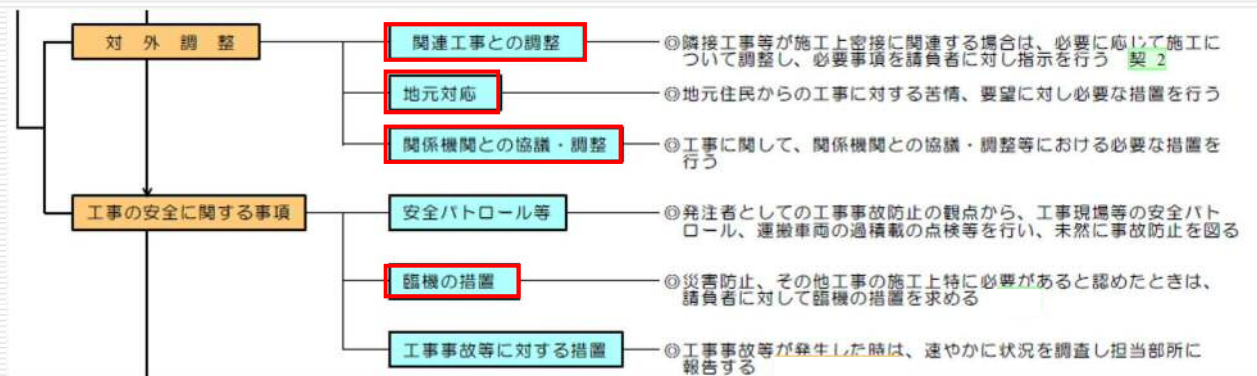 対外調整
関連工事との調整
◎隣接工事等が施工上密接に関連する場合は、必要に応じて施工に
ついて調整し、必要事項を請負者に対し指示を行う 契 2
地元対応
◎地元住民からの工事に対する苦情、要望に対し必要な措置を行う
関係機関との協議・調整
◎工事に関して、関係機関との協議・調整等における必要な措置を
行う
工事の安全に関する事項
安全パトロール等
◎発注者としての工事事故防止の観点から、工事現場等の安全パト
ロール、運搬車両の過積載の点検等を行い、未然に事故防止を図る
臨機の措置
◎災害防止、その他工事の施工上特に必要があると認めたときは、
請負者に対して臨機の措置を求める
工事事故等に対する措置
◎工事事故等が発生した時は、速やかに状況を調査し担当部所に
報告する